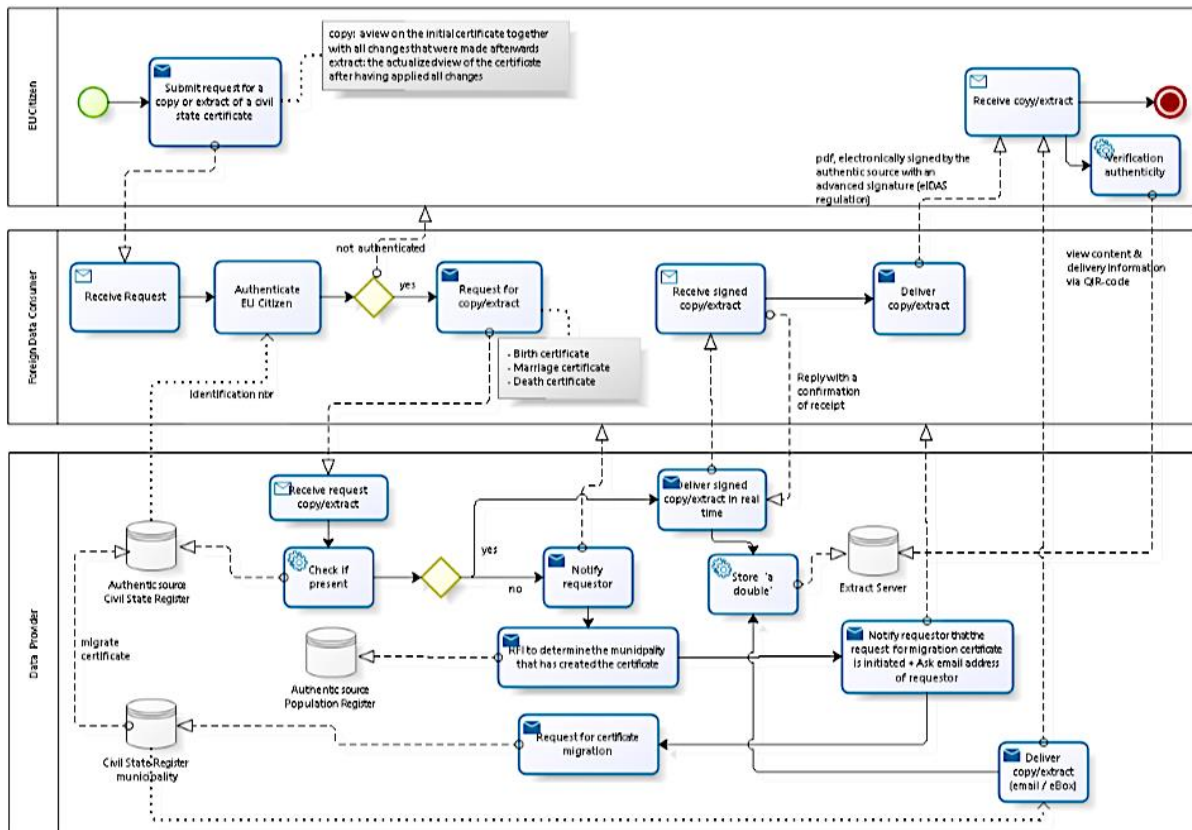 EU Citizen
copy: a view on the initial certificate together
with all changes that were made afterwards
extract: the actualized view of the certificate
after having applied all changes
Submit request for a
copy or extract of a civil
state certificate
Receive copy/extract
Verification
authenticity
pdf, electronically signed by the
authentic source with an
advanced signature (eIDAS
regulation)
Foreign Data Consumer
not authenticated
Receive Request
Authenticate
EU Citizen
yes
Request for
copy/extract
Receive signed
copy/extract
Deliver
copy/extract
view content &
delivery information
via QR-code
- Birth certificate
- Marriage certificate
- Death certificate
Identification nbr
Reply with a
confirmation
of receipt
Data Provider
Receive request
copy/extract
Deliver signed
copy/extract in real
time
Check if
present
yes
no
Notify
requestor
Store 'a
double'
Extract Server
Authentic source
Civil State Register
migrate
certificate
Authentic source
Population Register
RFI to determine the municipality
that has created the certificate
Notify requestor that the
request for migration certificate
is initiated + Ask email address
of requestor
Request for certificate
migration
Civil State Register
municipality
Deliver
copy/extract
(email / eBox)